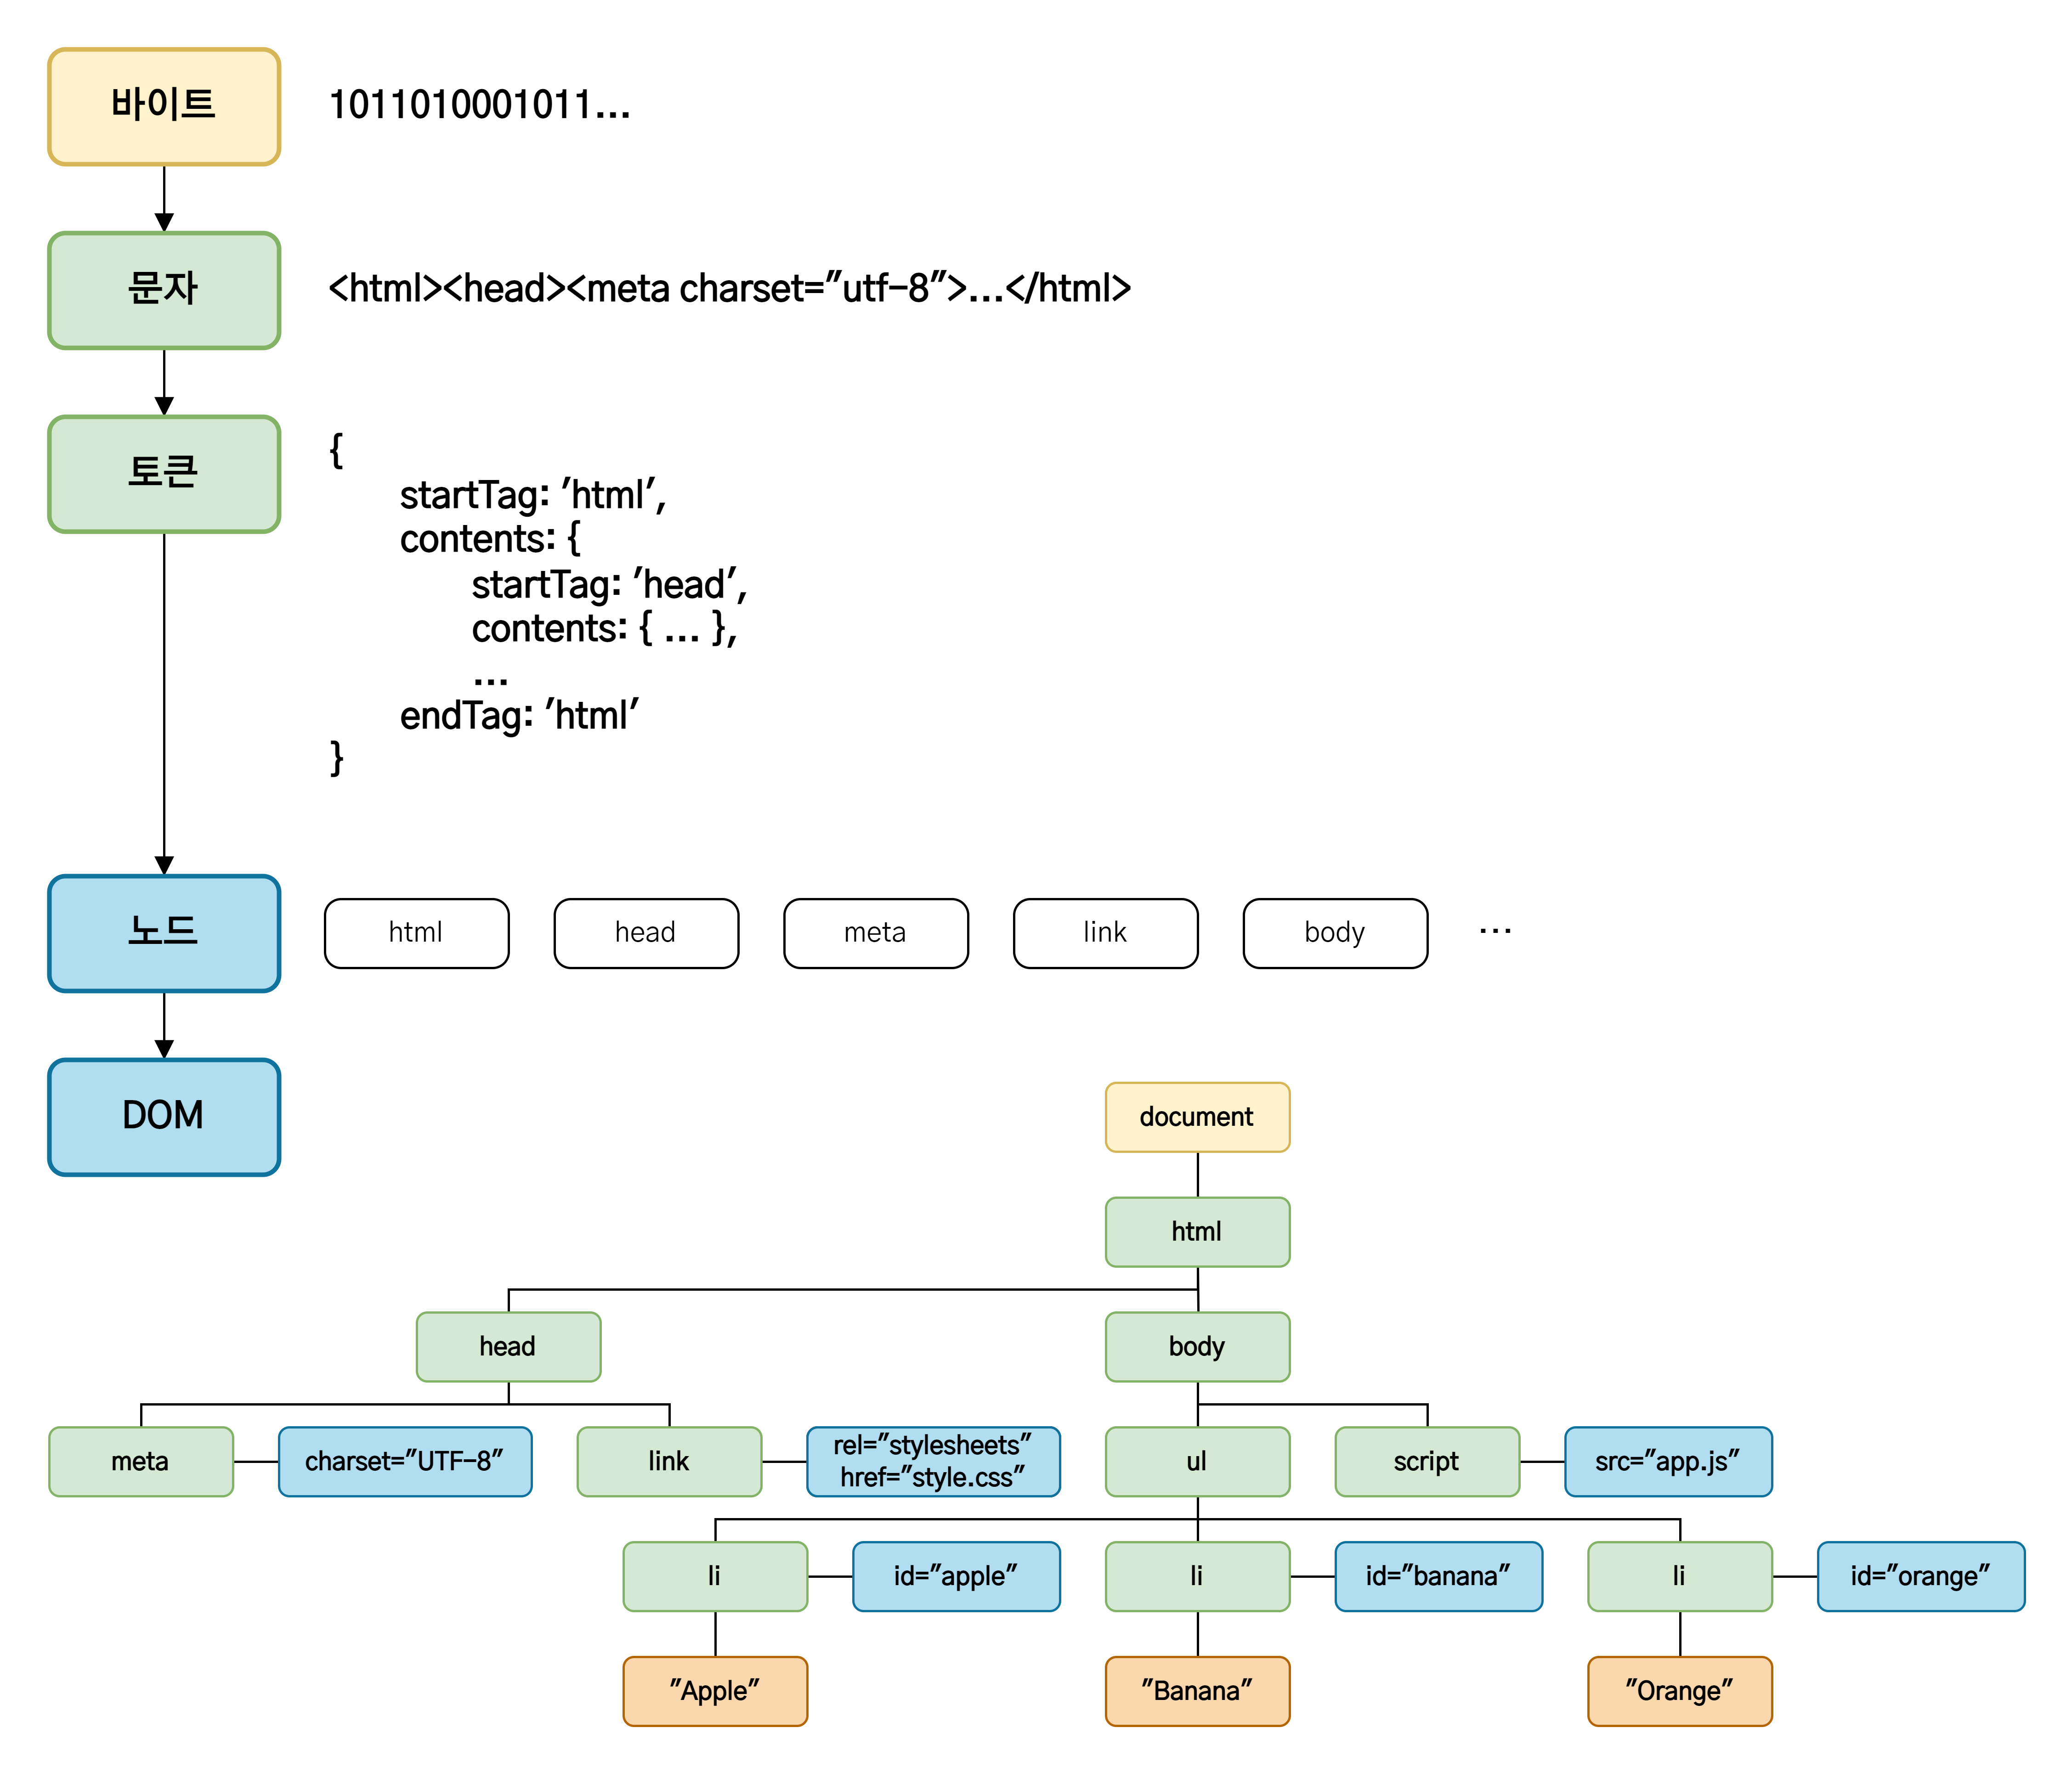 바이트
1011010001011...
문자
<html><head><meta charset="utf-8">...</html>
토큰
{
startTag: 'html',
contents: {
startTag: 'head',
contents: { ... },
...
endTag: 'html'
}
노드
html
head
meta
link
body
...
DOM
document
html
head
body
meta
charset="UTF-8"
link
rel="stylesheets"
href="style.css"
ul
script
src="app.js"
li
id="apple"
li
id="banana"
li
id="orange"
"Apple"
"Banana"
"Orange"